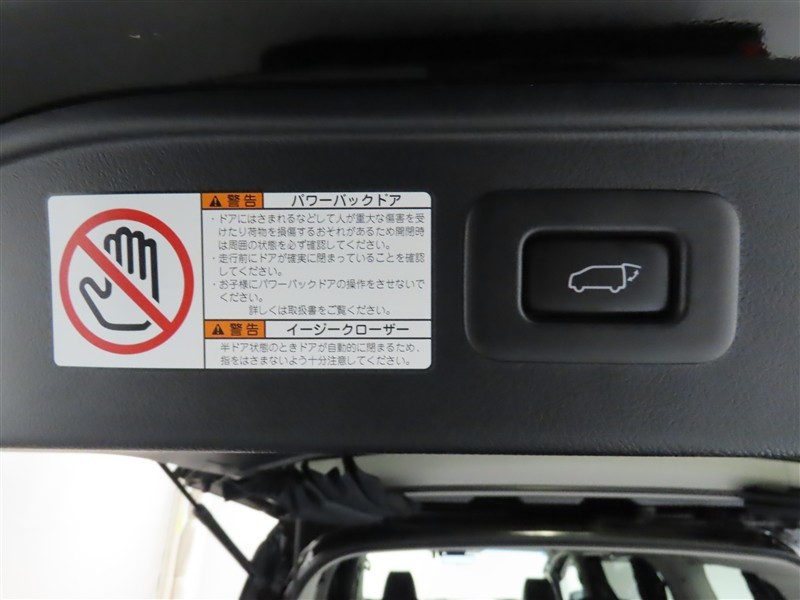 警告 パワーバックドア
・ドアにはさまれるなどして人が重大な傷害を受
けたり荷物を損傷するおそれがあるため開閉時
は周囲の状態を必ず確認してください。
・走行前にドアが確実に閉まっていることを確認
してください。
・お子様にパワーバックドアの操作をさせないで
ください。
詳しくは取扱書をご覧ください。
警告 イージークローザー
半ドア状態のときドアが自動的に閉まるため、
指をはさまないよう十分注意してください。